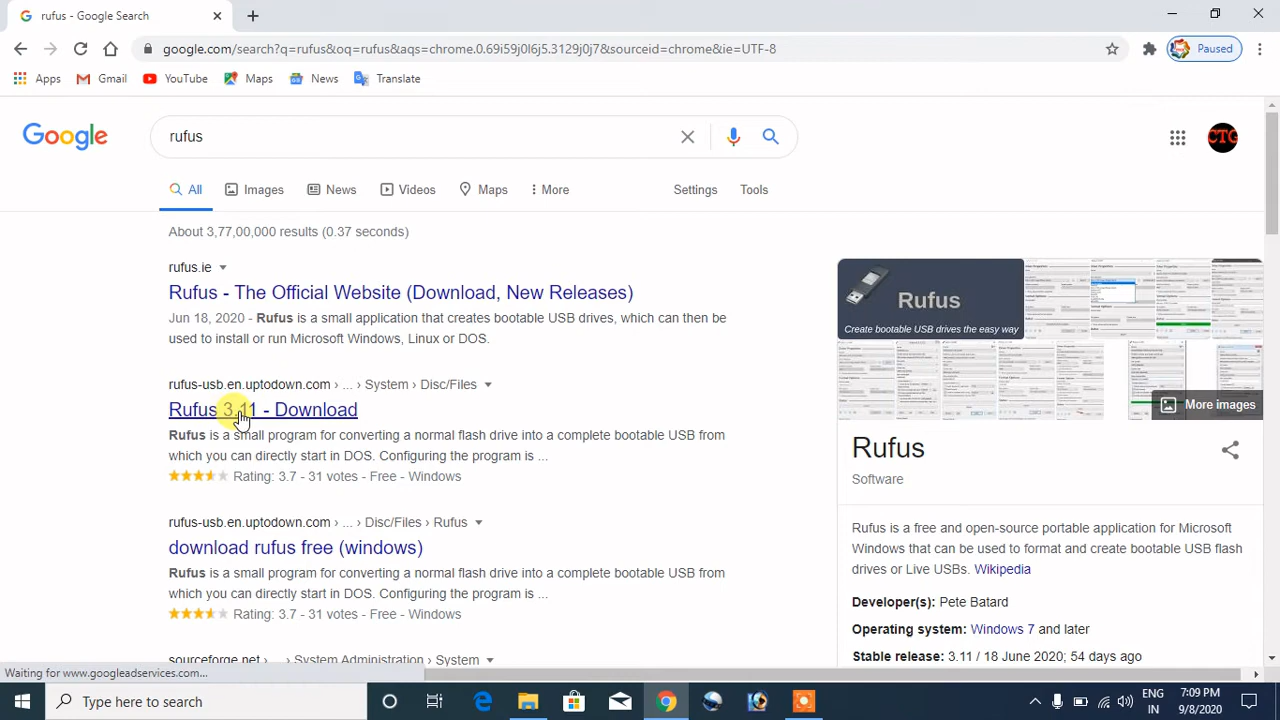 rufus - Google Search
google.com/search?q=rufus&oq=rufus&aqs=chrome.0.69i59j0l6j5.3129j0j7&sourceid=chrome&ie=UTF-8
Paused
Apps Gmail YouTube Maps News Translate
Google
rufus
CTG
All Images News Videos Maps More Settings Tools
About 3,77,00,000 results (0.37 seconds)
rufus.ie
Rufus - The Official Website (Download, New Releases)
Jun 18, 2020 - Rufus is a small application that creates bootable USB drives, which can then be
used to install or run Microsoft Windows, Linux or DOS.
rufus-usb.en.uptodown.com › ... › System › Disc/Files
Rufus 3.11 - Download
Rufus is a small program for converting a normal flash drive into a complete bootable USB from
which you can directly start in DOS. Configuring the program is ...
Rating: 3.7 - 31 votes - Free - Windows
rufus-usb.en.uptodown.com › ... › Disc/Files › Rufus
download rufus free (windows)
Rufus is a small program for converting a normal flash drive into a complete bootable USB from
which you can directly start in DOS. Configuring the program is ...
Rating: 3.7 - 31 votes - Free - Windows
sourceforge.net › ... › System Administration › System
Rufus
Create bootable USB drives the easy way
More images
Rufus
Software
Rufus is a free and open-source portable application for Microsoft
Windows that can be used to format and create bootable USB flash
drives or Live USBs. Wikipedia
Developer(s): Pete Batard
Operating system: Windows 7 and later
Stable release: 3.11 / 18 June 2020; 54 days ago
Waiting for www.googleadservices.com...
Type here to search
ENG
IN
7:09 PM
9/8/2020